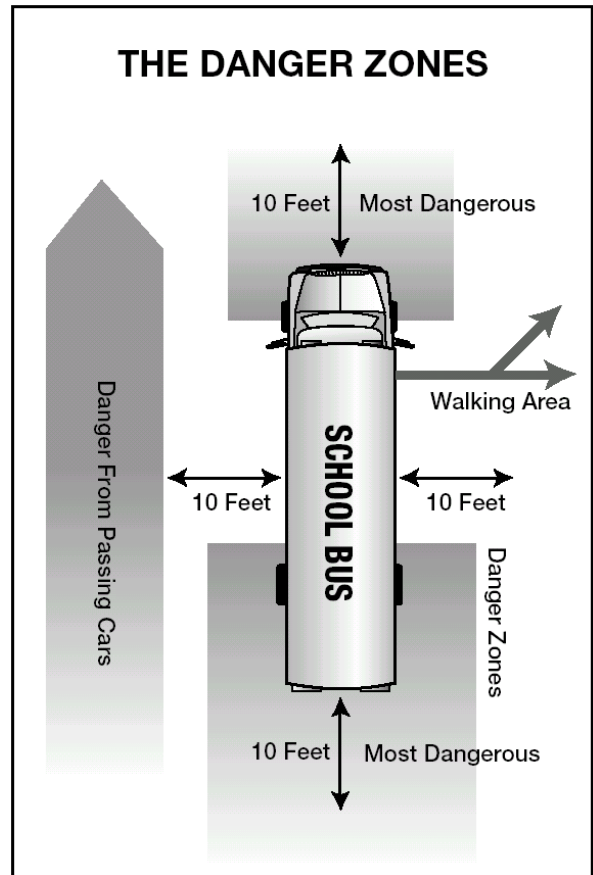 THE DANGER ZONES
10 Feet
Most Dangerous
Walking Area
Danger From Passing Cars
10 Feet
10 Feet
SCHOOL BUS
Danger Zones
10 Feet
Most Dangerous